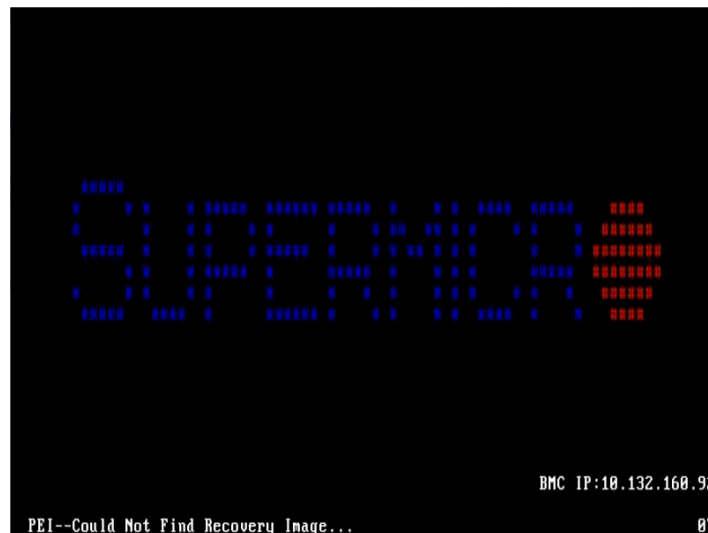 SUPERMICRO
BMC IP:10.132.160.9
PEI--Could Not Find Recovery Image...